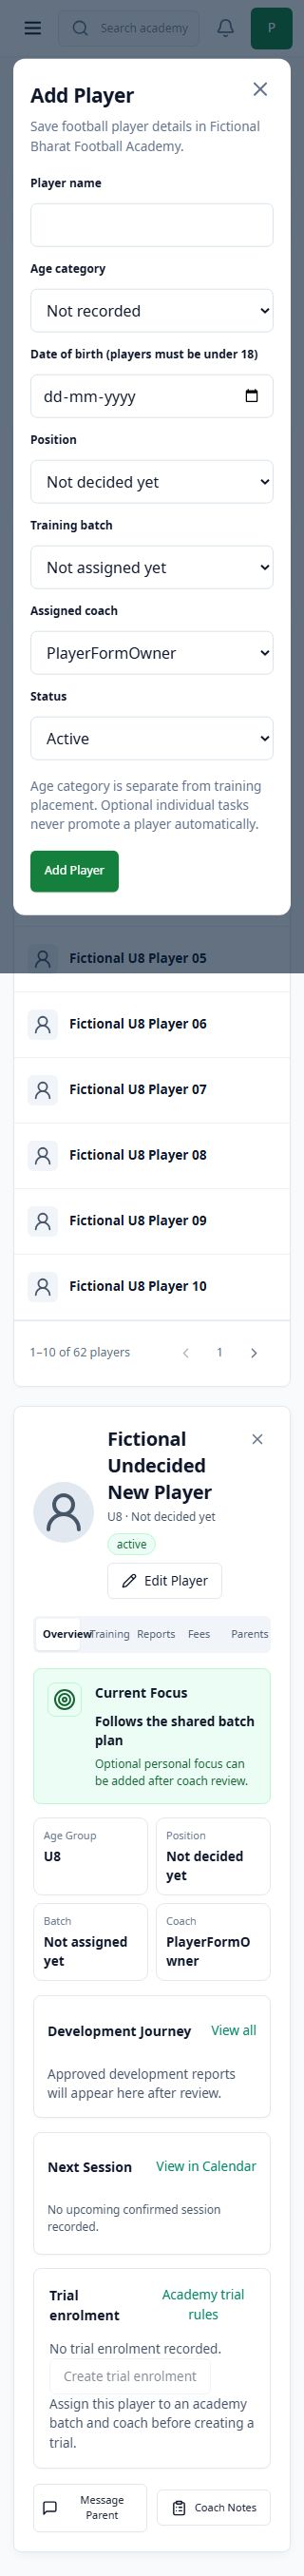 Search academy
P
Add Player
Save football player details in Fictional
Bharat Football Academy.
Player name
Age category
Not recorded
Date of birth (players must be under 18)
dd-mm-yyyy
Position
Not decided yet
Training batch
Not assigned yet
Assigned coach
PlayerFormOwner
Status
Active
Age category is separate from training
placement. Optional individual tasks
never promote a player automatically.
Add Player
Fictional U8 Player 05
Fictional U8 Player 06
Fictional U8 Player 07
Fictional U8 Player 08
Fictional U8 Player 09
Fictional U8 Player 10
1–10 of 62 players
1
Fictional
Undecided
New Player
U8 · Not decided yet
active
Edit Player
Overview Training Reports Fees Parents
Current Focus
Follows the shared batch
plan
Optional personal focus can
be added after coach review.
Age Group
U8
Position
Not decided
yet
Batch
Not assigned
yet
Coach
PlayerFormO
wner
Development Journey View all
Approved development reports
will appear here after review.
Next Session View in Calendar
No upcoming confirmed session
recorded.
Trial
enrolment
Academy trial
rules
No trial enrolment recorded.
Create trial enrolment
Assign this player to an academy
batch and coach before creating a
trial.
Message
Parent
Coach Notes